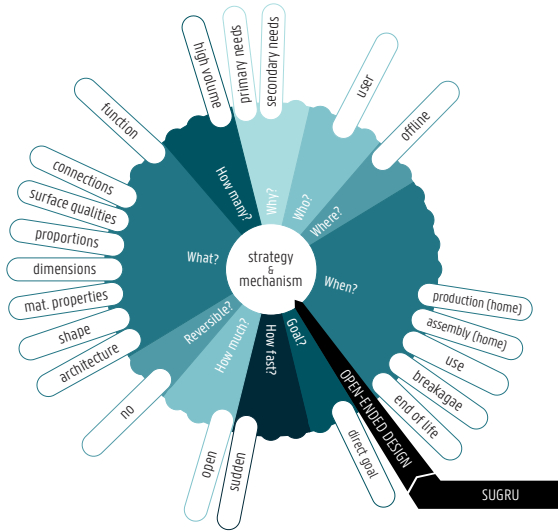 high volume
primary needs
secondary needs
user
offline
function
connections
surface qualities
proportions
dimensions
mat. properties
shape
architecture
no
open
sudden
direct goal
end of life
breakagae
use
assembly (home)
production (home)
How many?
Why?
Who?
Where?
When?
Goal?
How fast?
How much?
Reversible?
What?
strategy
&
mechanism
OPEN-ENDED DESIGN
SUGRU